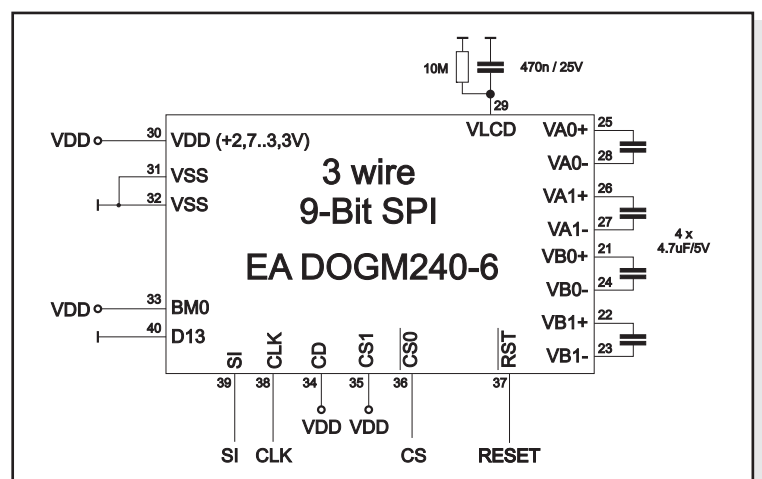 10M
470n / 25V
29
VLCD
VDD
30
VDD (+2,7..3,3V)
31
VSS
32
VSS
3 wire
9-Bit SPI
EA DOGM240-6
VDD
33
BM0
40
D13
VA0+
25
VA0-
28
VA1+
26
VA1-
27
VB0+
21
VB0-
24
VB1+
22
VB1-
23
4 x
4.7uF/5V
SI
CLK
CD
CS1
CS0
RST
39
38
34
35
36
37
VDD
VDD
SI
CLK
CS
RESET